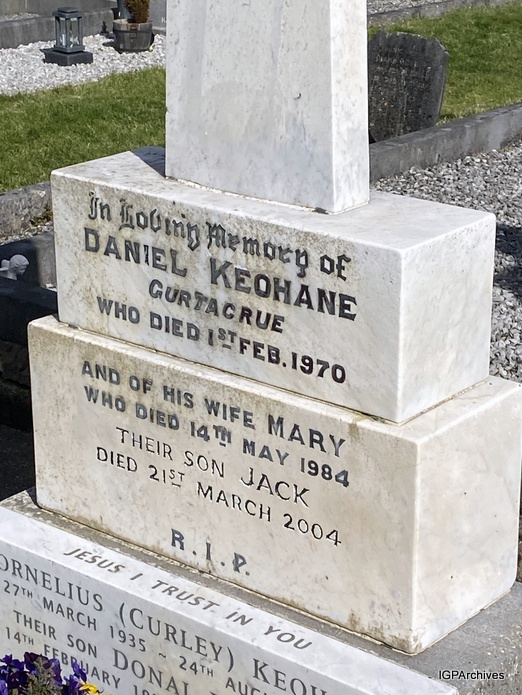 In Loving Memory of
DANIEL KEOHANE
GURTACRUE
WHO DIED 1ST FEB. 1970
AND OF HIS WIFE MARY
WHO DIED 14TH MAY 1984
THEIR SON JACK
DIED 21ST MARCH 2004
R.I.P.
JESUS I TRUST IN YOU
(CURLEY)
27TH MARCH 1935 ~ 24TH
THEIR SON
14TH FEBRUARY
IGPArchives